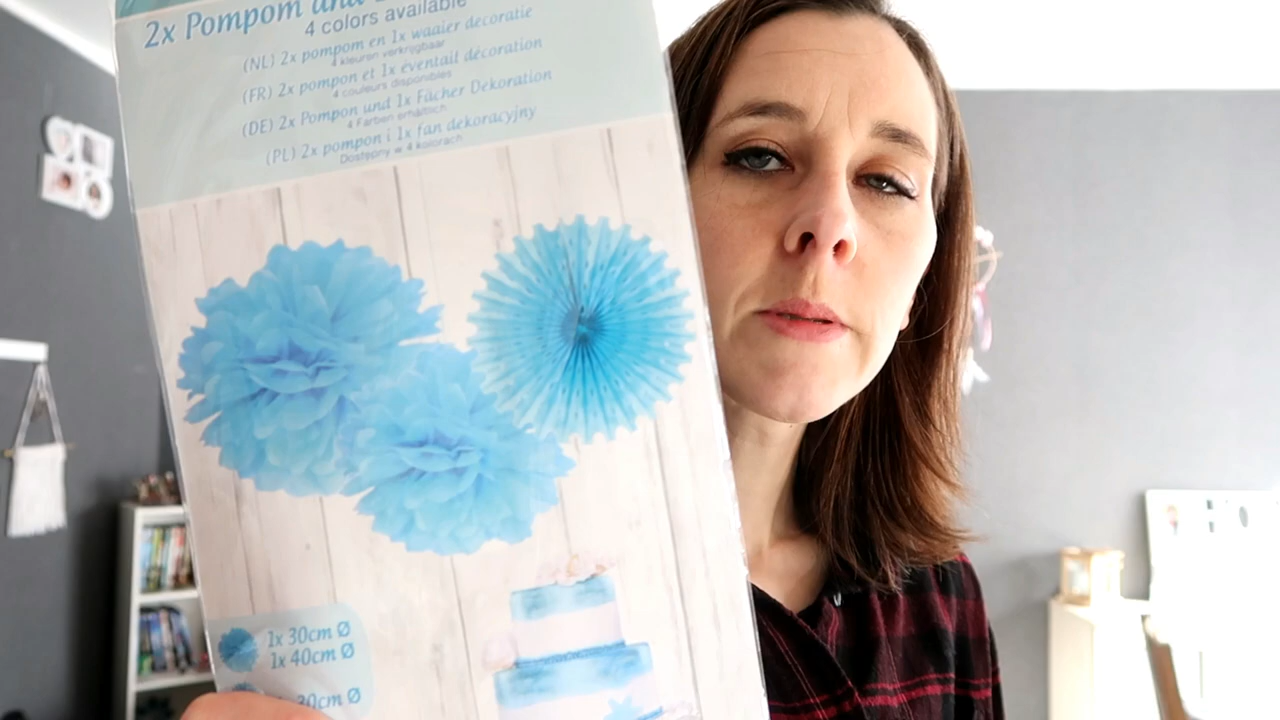 2x Pompom and
4 colors available
(NL) 2x pompom en 1x waaier decoratie
4 kleuren verkrijgbaar
(FR) 2x pompon et 1x éventail décoration
4 couleurs disponibles
(DE) 2x Pompon und 1x Fächer Dekoration
4 Farben erhältlich
(PL) 2x pompon i 1x fan dekoracyjny
Dostępny w 4 kolorach
1x 30cm Ø
1x 40cm Ø
30cm Ø